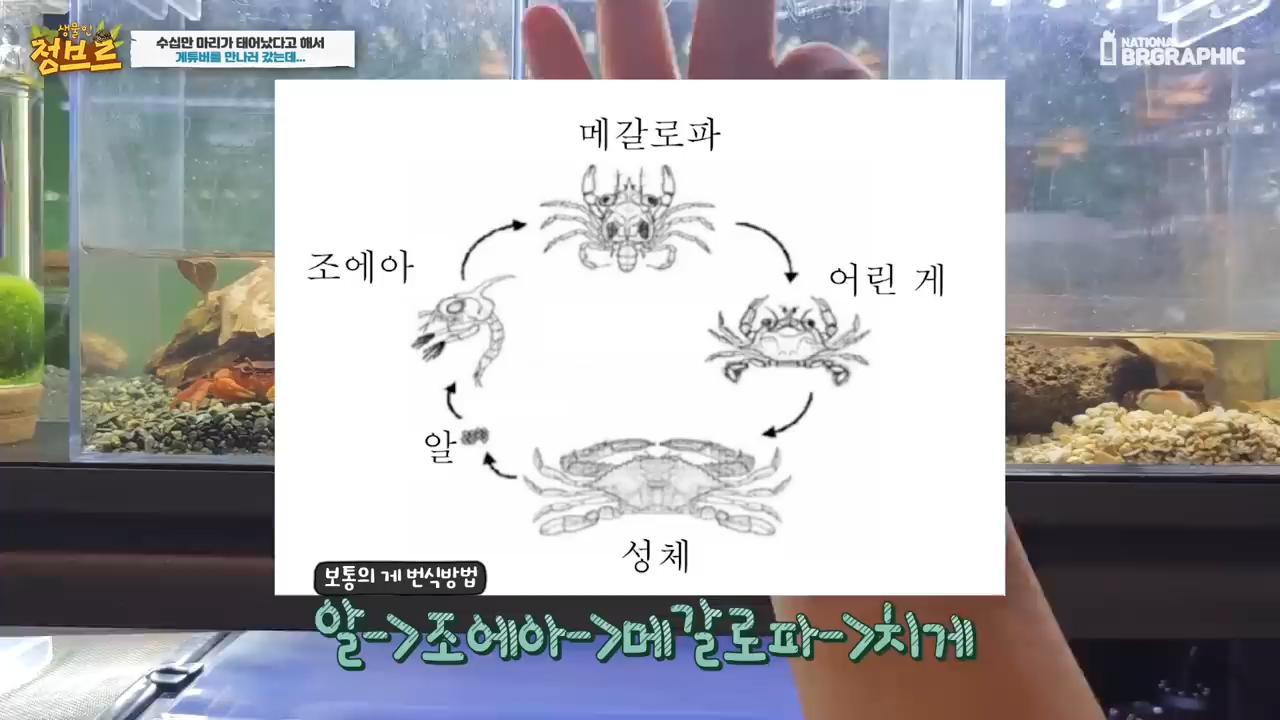 생물인
정브르
수십만 마리가 태어났다고 해서
게튜버를 만나러 갔는데...
NATIONAL
BRGRAPHIC
메갈로파
조에아
어린 게
알
성체
보통의 게 번식방법
알->조에아->메갈로파->치게